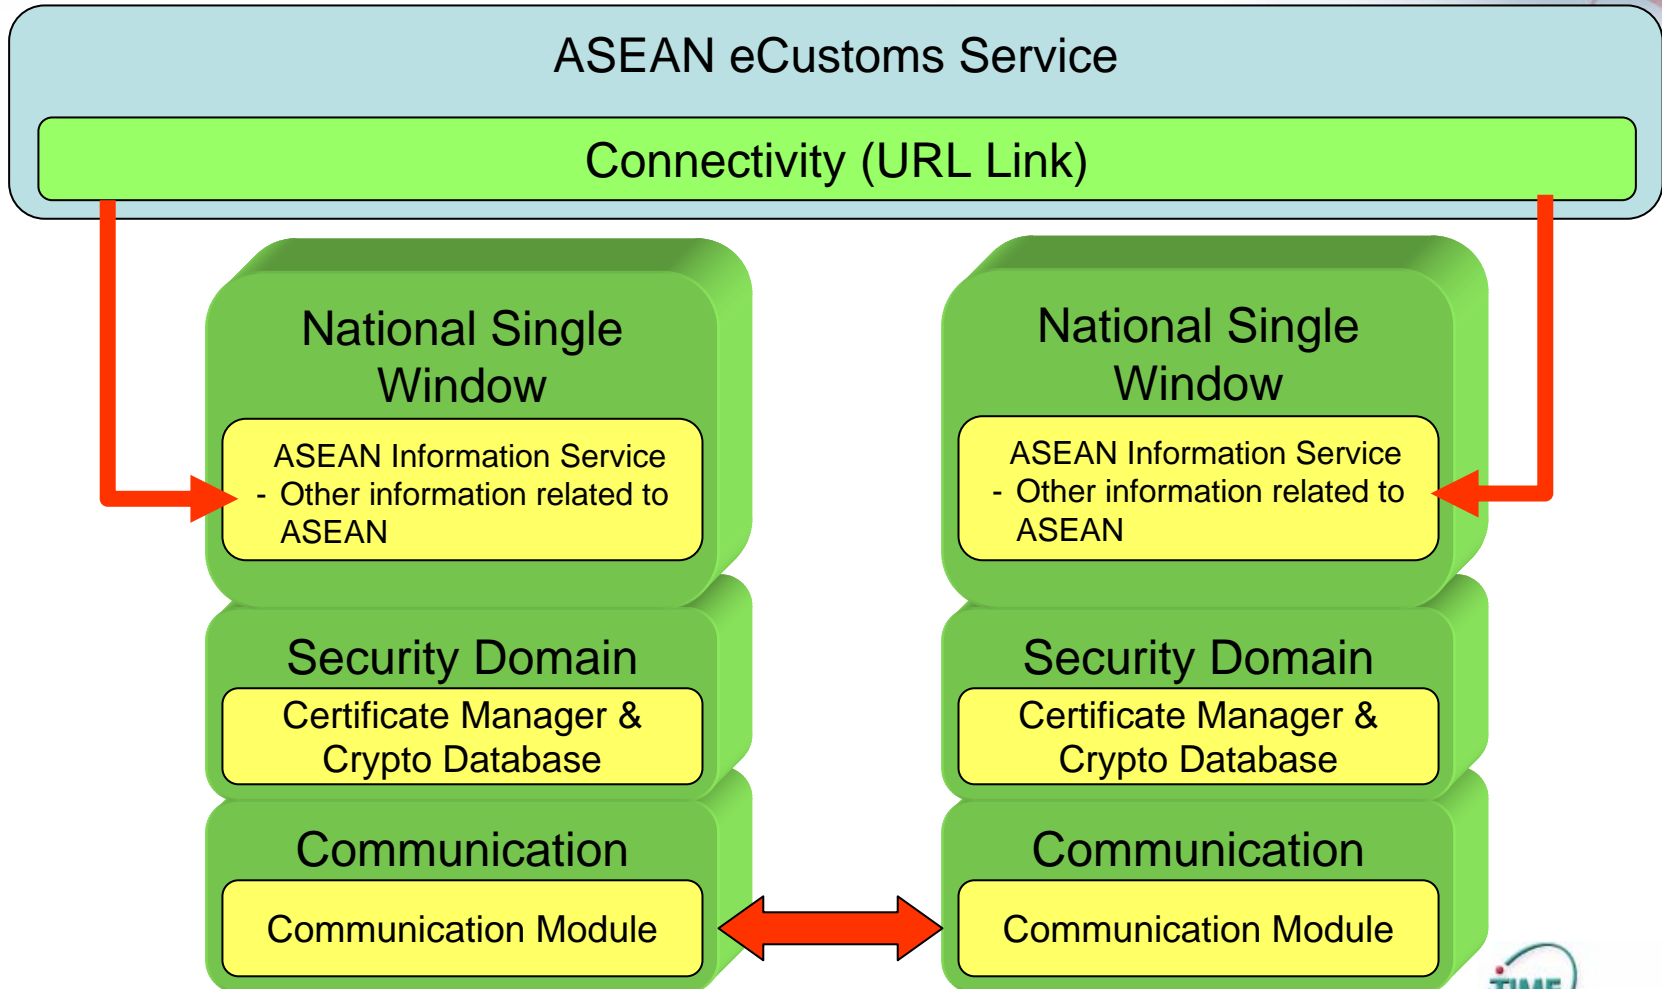 ASEAN eCustoms Service
Connectivity (URL Link)
National Single
Window
ASEAN Information Service
- Other information related to
ASEAN
Security Domain
Certificate Manager &
Crypto Database
Communication
Communication Module
National Single
Window
ASEAN Information Service
- Other information related to
ASEAN
Security Domain
Certificate Manager &
Crypto Database
Communication
Communication Module
TIME